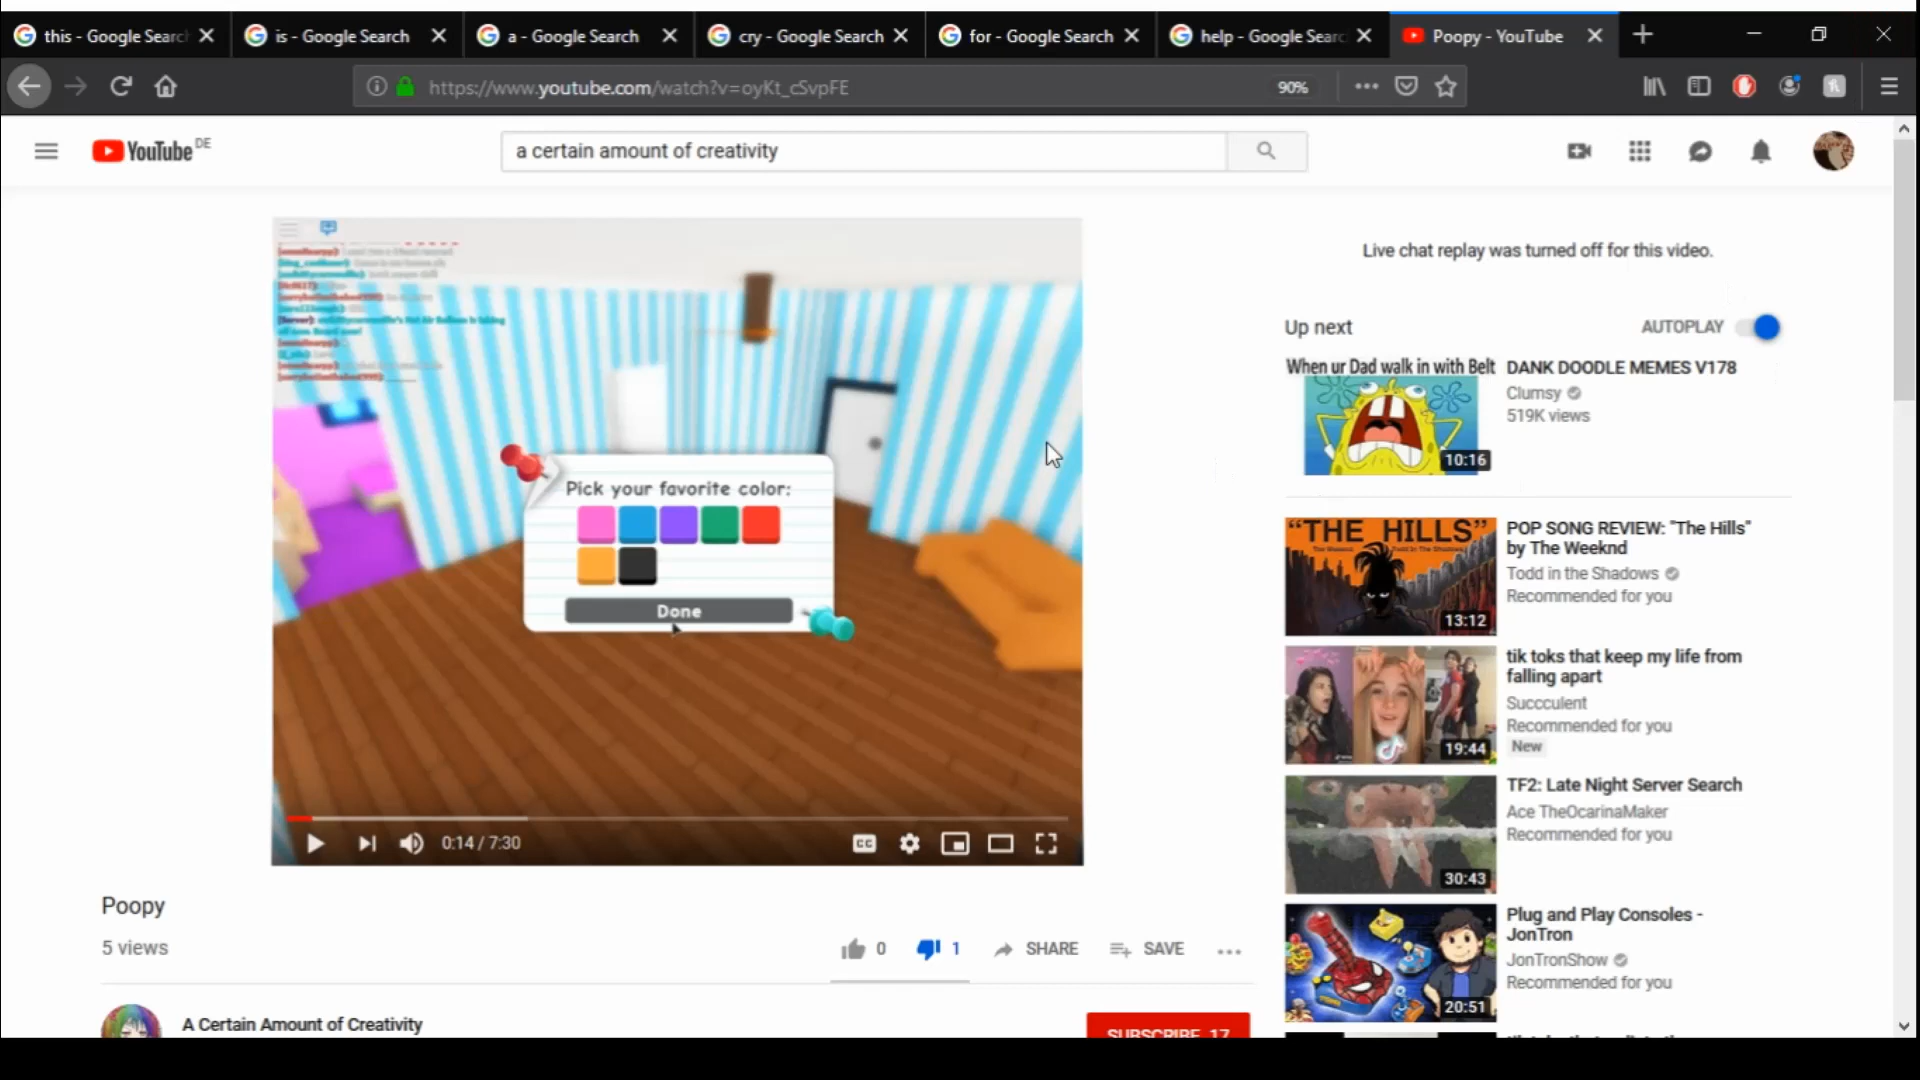 this - Google Searc
is - Google Search
a - Google Search
cry - Google Search
for - Google Search
help - Google Searc
Poopy - YouTube
https://www.youtube.com/watch?v=oyKt_cSvpFE
90%
YouTube DE
a certain amount of creativity
Pick your favorite color:
Done
0:14 / 7:30
CC
Poopy
5 views
0
1
SHARE
SAVE
A Certain Amount of Creativity
SUBSCRIBE 17
Live chat replay was turned off for this video.
Up next
AUTOPLAY
When ur Dad walk in with Belt
10:16
DANK DOODLE MEMES V178
Clumsy
519K views
"THE HILLS"
13:12
POP SONG REVIEW: "The Hills"
by The Weeknd
Todd in the Shadows
Recommended for you
19:44
tik toks that keep my life from
falling apart
Succculent
Recommended for you
New
30:43
TF2: Late Night Server Search
Ace TheOcarinaMaker
Recommended for you
20:51
Plug and Play Consoles -
JonTron
JonTronShow
Recommended for you